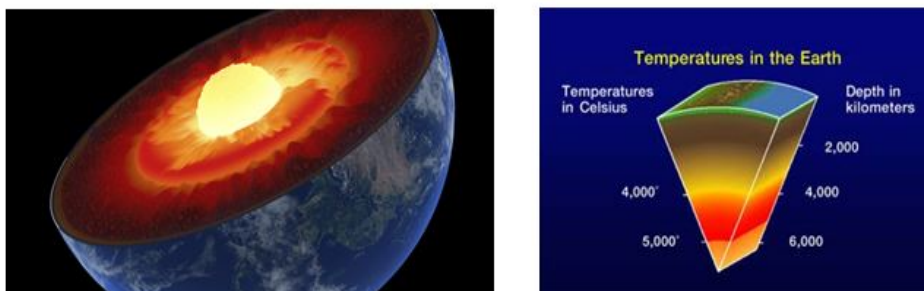 Temperatures in the Earth
Temperatures
in Celsius
Depth in
kilometers
2,000
4,000°
4,000
5,000°
6,000